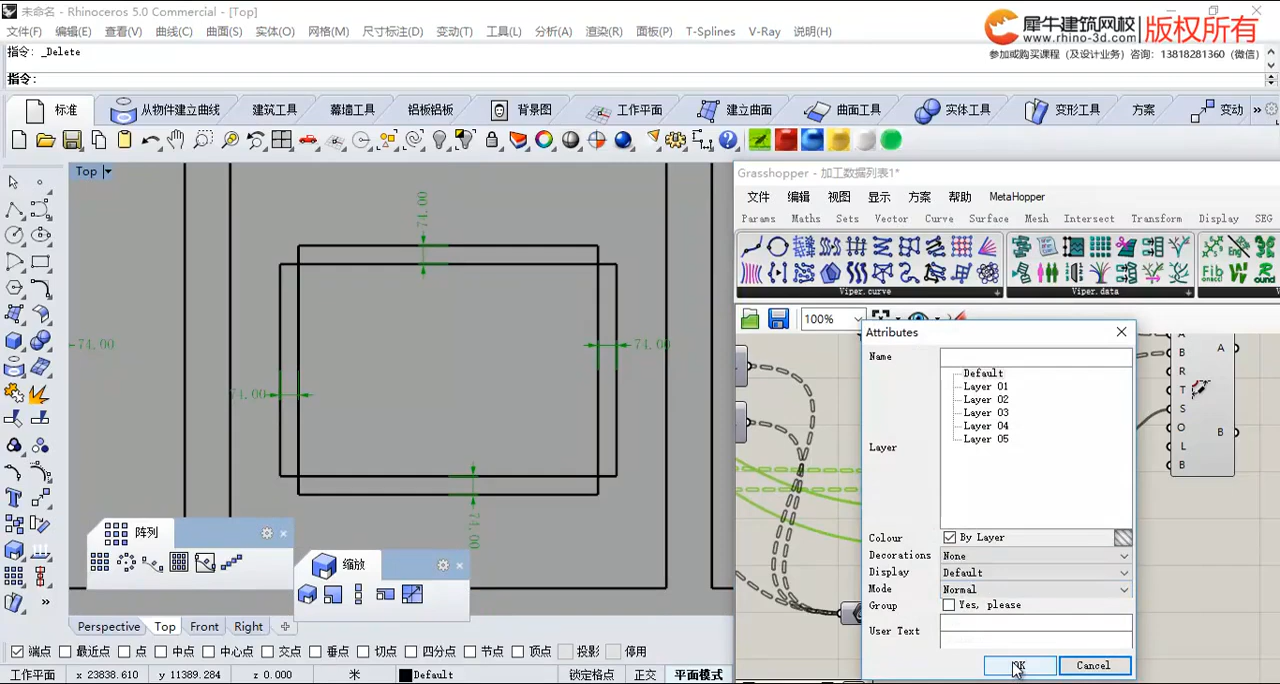 未命名 - Rhinoceros 5.0 Commercial - [Top]
犀牛建筑网校 版权所有
www.rhino-3d.com
文件(F) 编辑(E) 查看(V) 曲线(C) 曲面(S) 实体(O) 网格(M) 尺寸标注(D) 变动(T) 工具(L) 分析(A) 渲染(R) 面板(P) T-Splines V-Ray 说明(H)
参加或购买课程（及设计业务）咨询: 13818281360（微信）
指令: _Delete
指令:
标准 从物件建立曲线 建筑工具 幕墙工具 铝板铝板 背景图 工作平面 建立曲面 曲面工具 实体工具 变形工具 方案 变动 »
Top
Grasshopper - 加工数据列表1*
文件 编辑 视图 显示 方案 帮助 MetaHopper
Params Maths Sets Vector Curve Surface Mesh Intersect Transform Display SEG
Fib onacci W R ound
Viper.curve Viper.data
100%
74.00
74.00
74.00
74.00
74.00
Attributes
Name
Default
Layer 01
Layer 02
Layer 03
Layer 04
Layer 05
Layer
Colour By Layer
Decorations None
Display Default
Mode Normal
Group Yes, please
User Text
OK Cancel
A
B A
R
T
S
O B
L
B
阵列
缩放
Perspective Top Front Right
端点 最近点 点 中点 中心点 交点 垂点 切点 四分点 节点 顶点 投影 停用
工作平面 x 23838.610 y 11389.284 z 0.000 米 Default 锁定格点 正交 平面模式